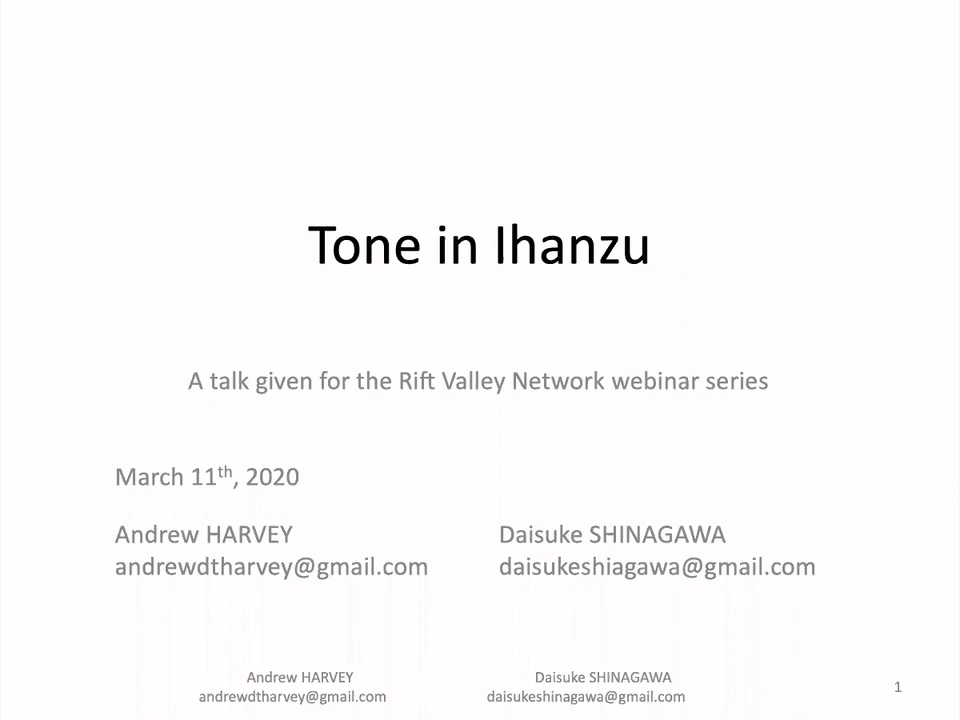 Tone in Ihanzu
A talk given for the Rift Valley Network webinar series
March 11th, 2020
Andrew HARVEY
andrewdtharvey@gmail.com
Daisuke SHINAGAWA
daisukeshiagawa@gmail.com
Andrew HARVEY
andrewdtharvey@gmail.com
Daisuke SHINAGAWA
daisukeshinagawa@gmail.com
1